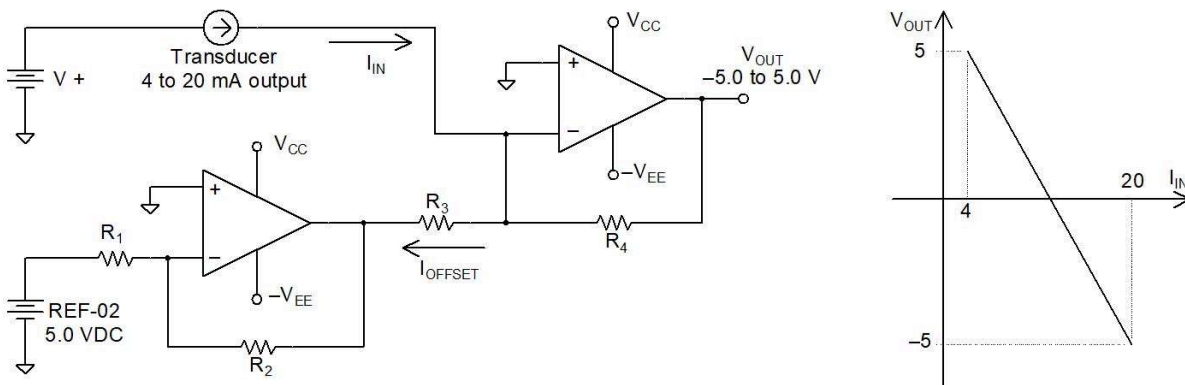 V +
Transducer
4 to 20 mA output
I_IN
V_CC
+
−
−V_EE
V_OUT
−5.0 to 5.0 V
V_CC
+
−
−V_EE
R_1
R_2
R_3
R_4
I_OFFSET
REF-02
5.0 VDC
V_OUT
5
4
20
I_IN
−5